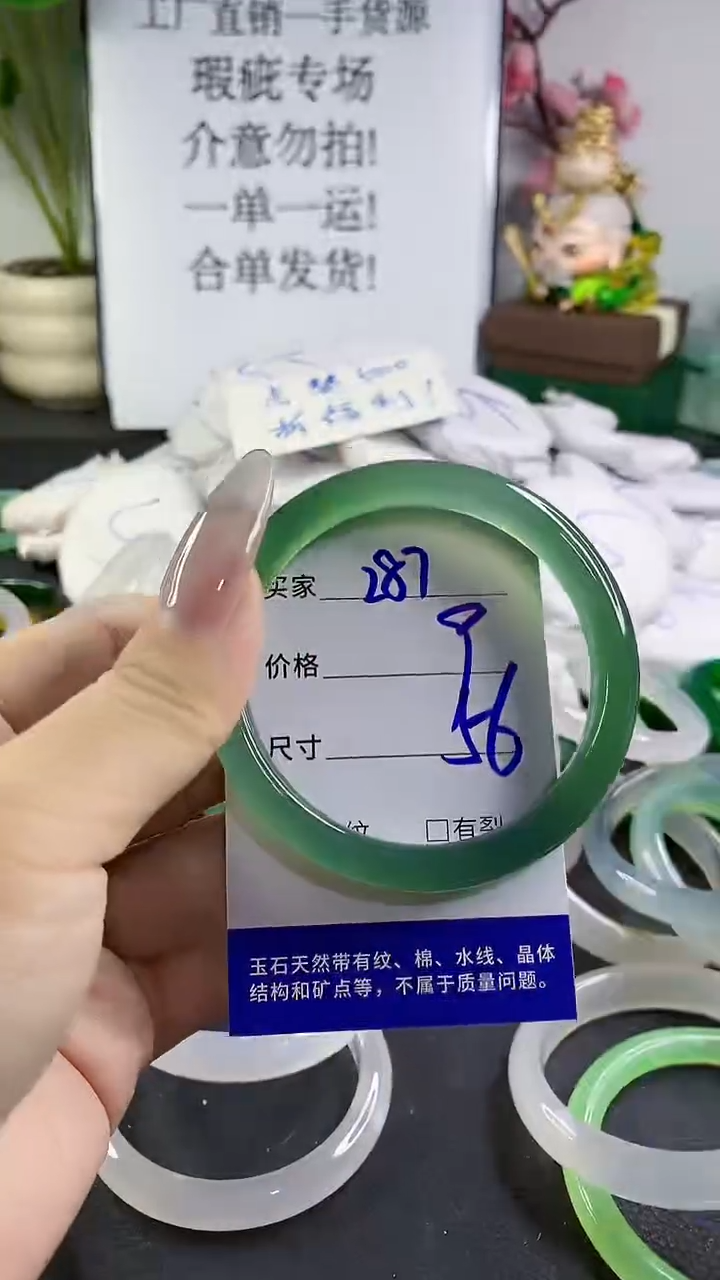 工厂直销一手货源
瑕疵专场
介意勿拍!
一单一运!
合单发货!
买家 287
价格
尺寸 56
纹 □有裂
玉石天然带有纹、棉、水线、晶体
结构和矿点等，不属于质量问题。